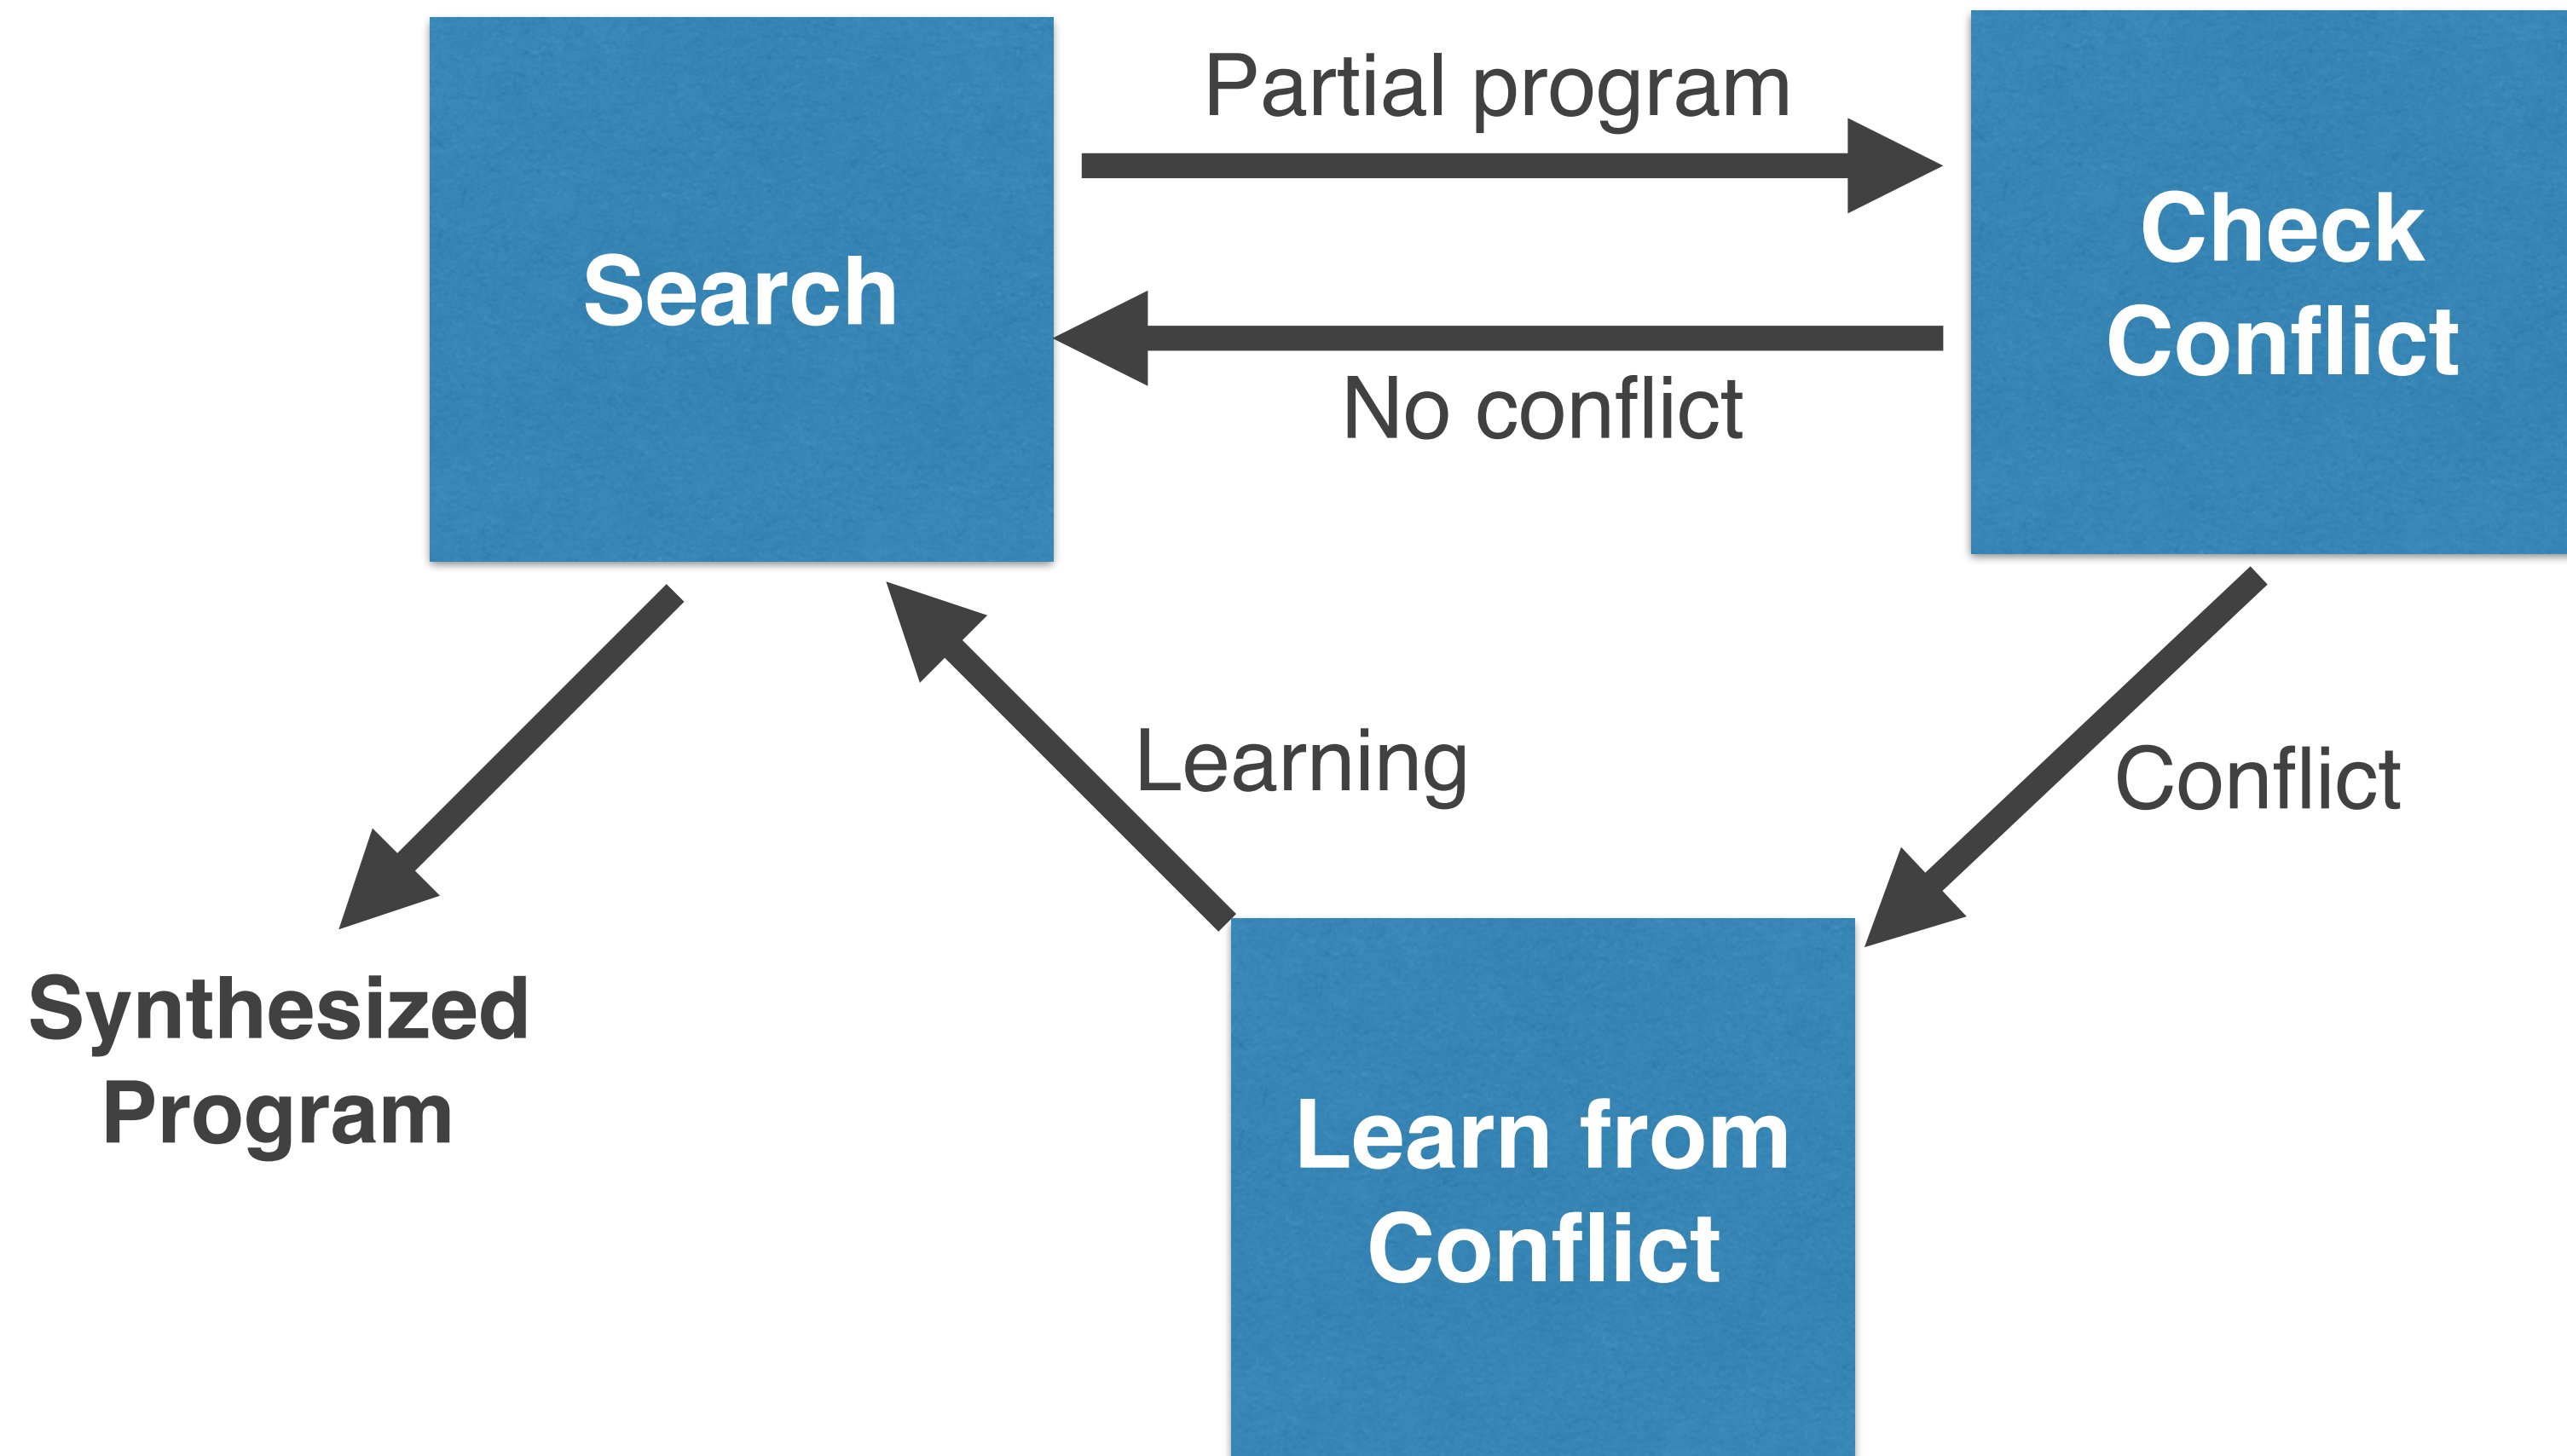 Partial program
Search
Check
Conflict
No conflict
Learning
Conflict
Synthesized
Program
Learn from
Conflict